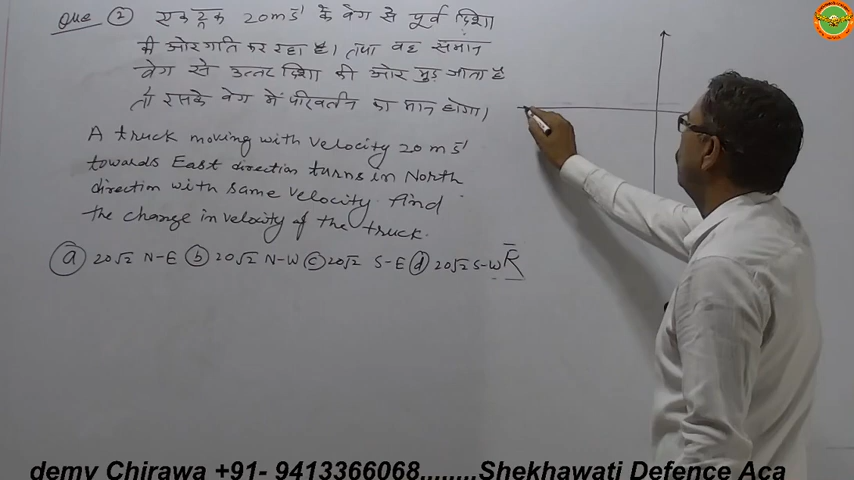 Que ② एक ट्रक 20 m s⁻¹ के वेग से पूर्व दिशा
की ओर गति कर रहा है। तथा वह समान
वेग से उत्तर दिशा की ओर मुड़ जाता है
तो इसके वेग में परिवर्तन का मान होगा।
A truck moving with velocity 20 m s⁻¹
towards East direction turns in North
direction with same velocity. find
the change in velocity of the truck.
ⓐ 20√2 N-E ⓑ 20√2 N-W ⓒ 20√2 S-E ⓓ 20√2 S-W R
demy Chirawa +91- 9413366068........Shekhawati Defence Aca